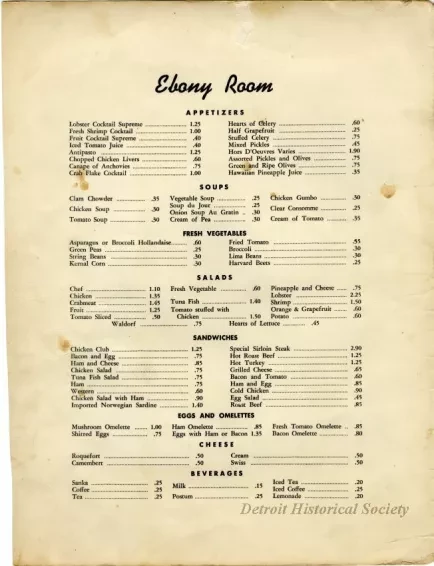 Ebony Room
APPETIZERS
Lobster Cocktail Supreme 1.25
Fresh Shrimp Cocktail 1.00
Fruit Cocktail Supreme .40
Iced Tomato Juice .40
Antipasto 1.25
Chopped Chicken Livers .60
Canape of Anchovies .75
Crab Flake Cocktail 1.00
Hearts of Celery .60
Half Grapefruit .25
Stuffed Celery .75
Mixed Pickles .45
Hors D'Oeuvres Varies 1.90
Assorted Pickles and Olives .75
Green and Ripe Olives .75
Hawaiian Pineapple Juice .35
SOUPS
Clam Chowder .35
Chicken Soup .30
Tomato Soup .30
Vegetable Soup .25
Soup du Jour .25
Onion Soup Au Gratin .30
Cream of Pea .30
Chicken Gumbo .30
Clear Consomme .25
Cream of Tomato .35
FRESH VEGETABLES
Asparagus or Broccoli Hollandaise .60
Green Peas .25
String Beans .30
Kernal Corn .30
Fried Tomato .55
Broccoli .30
Lima Beans .30
Harvard Beets .25
SALADS
Chef 1.10
Chicken 1.35
Crabmeat 1.45
Fruit 1.25
Tomato Sliced .50
Waldorf .75
Fresh Vegetable .60
Tuna Fish 1.40
Tomato stuffed with
Chicken 1.50
Hearts of Lettuce .45
Pineapple and Cheese .75
Lobster 2.25
Shrimp 1.50
Orange & Grapefruit .60
Potato .60
SANDWICHES
Chicken Club 1.25
Bacon and Egg .75
Ham and Cheese .85
Chicken Salad .75
Tuna Fish Salad .75
Ham .75
Western .60
Chicken Salad with Ham .90
Imported Norwegian Sardine 1.40
Special Sirloin Steak 2.90
Hot Roast Beef 1.25
Hot Turkey 1.25
Grilled Cheese .65
Bacon and Tomato .60
Ham and Egg .85
Cold Chicken .90
Egg Salad .45
Roast Beef .85
EGGS AND OMELETTES
Mushroom Omelette 1.00
Shirred Eggs .75
Ham Omelette .85
Eggs with Ham or Bacon 1.35
Fresh Tomato Omelette .85
Bacon Omelette .80
CHEESE
Roquefort .50
Camembert .50
Cream .50
Swiss .50
BEVERAGES
Sanka .25
Coffee .25
Tea .25
Milk .15
Postum .25
Iced Tea .20
Iced Coffee .25
Lemonade .20
Detroit Historical Society